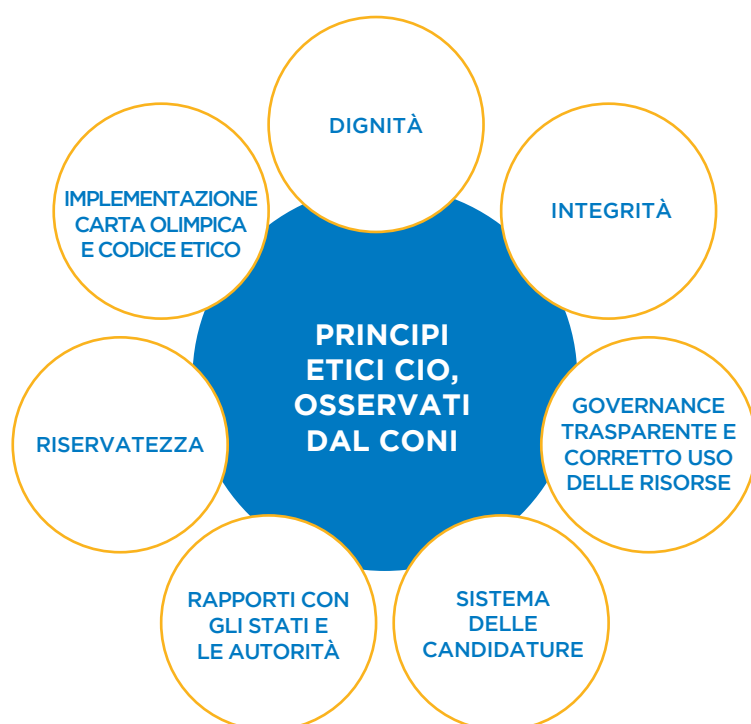 DIGNITÀ
IMPLEMENTAZIONE
CARTA OLIMPICA
E CODICE ETICO
INTEGRITÀ
PRINCIPI
ETICI CIO,
OSSERVATI
DAL CONI
RISERVATEZZA
GOVERNANCE
TRASPARENTE E
CORRETTO USO
DELLE RISORSE
RAPPORTI CON
GLI STATI E
LE AUTORITÀ
SISTEMA
DELLE
CANDIDATURE